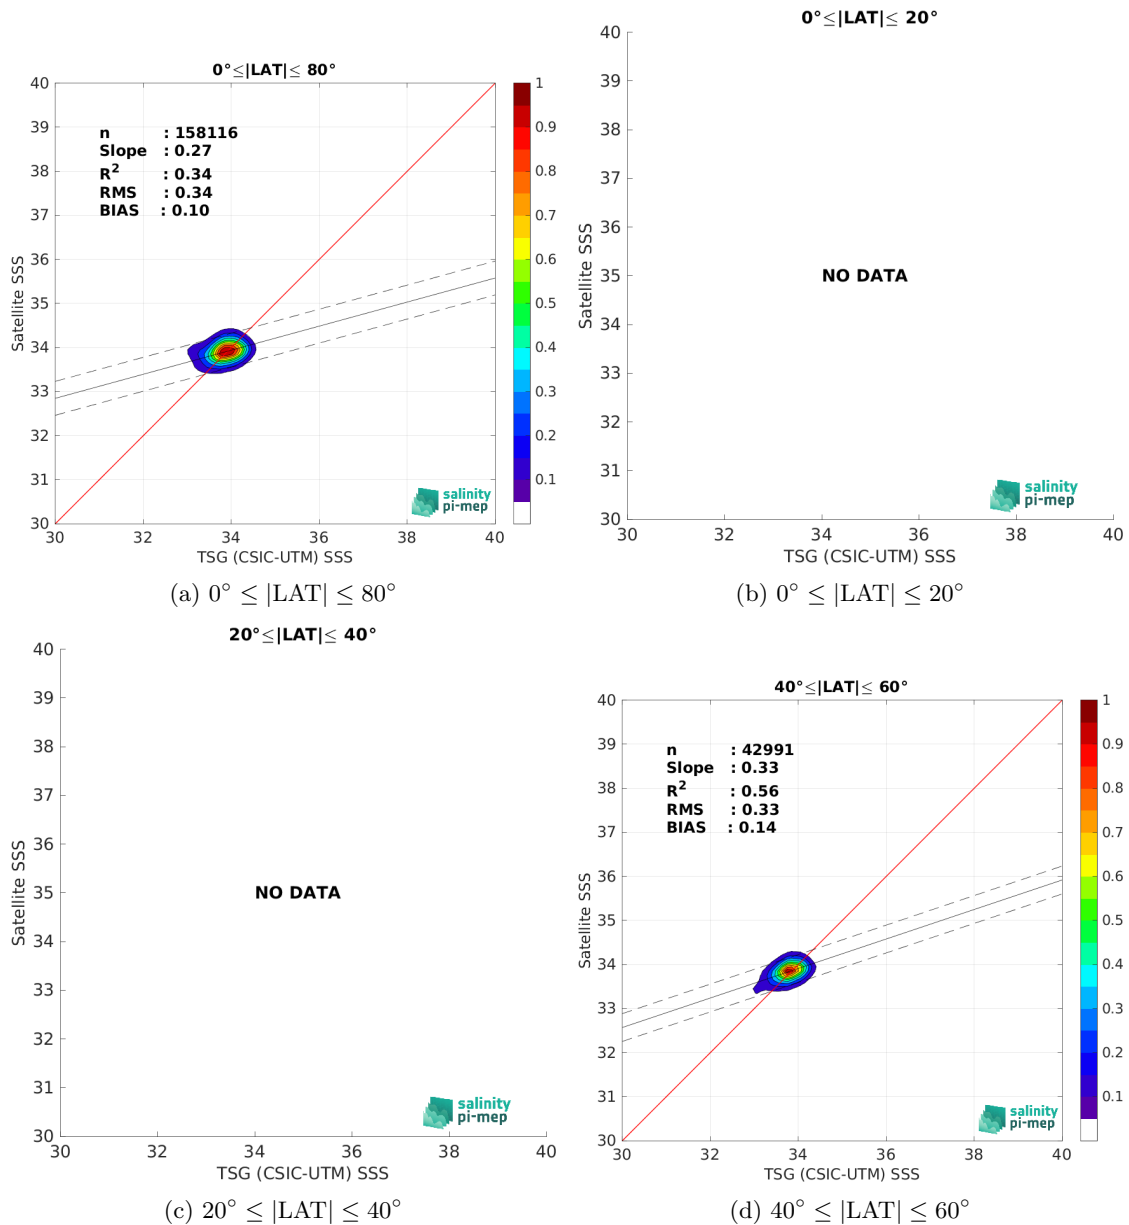 0°≤|LAT|≤ 80°
40
39
38
37
36
35
34
33
32
31
30
30
32
34
36
38
40
Satellite SSS
TSG (CSIC-UTM) SSS
n : 158116
Slope : 0.27
R² : 0.34
RMS : 0.34
BIAS : 0.10
1
0.9
0.8
0.7
0.6
0.5
0.4
0.3
0.2
0.1
salinity
pi-mep
(a) 0° ≤ |LAT| ≤ 80°
0°≤|LAT|≤ 20°
40
39
38
37
36
35
34
33
32
31
30
30
32
34
36
38
40
Satellite SSS
TSG (CSIC-UTM) SSS
NO DATA
salinity
pi-mep
(b) 0° ≤ |LAT| ≤ 20°
20°≤|LAT|≤ 40°
40
39
38
37
36
35
34
33
32
31
30
30
32
34
36
38
40
Satellite SSS
TSG (CSIC-UTM) SSS
NO DATA
salinity
pi-mep
(c) 20° ≤ |LAT| ≤ 40°
40°≤|LAT|≤ 60°
40
39
38
37
36
35
34
33
32
31
30
30
32
34
36
38
40
Satellite SSS
TSG (CSIC-UTM) SSS
n : 42991
Slope : 0.33
R² : 0.56
RMS : 0.33
BIAS : 0.14
1
0.9
0.8
0.7
0.6
0.5
0.4
0.3
0.2
0.1
salinity
pi-mep
(d) 40° ≤ |LAT| ≤ 60°